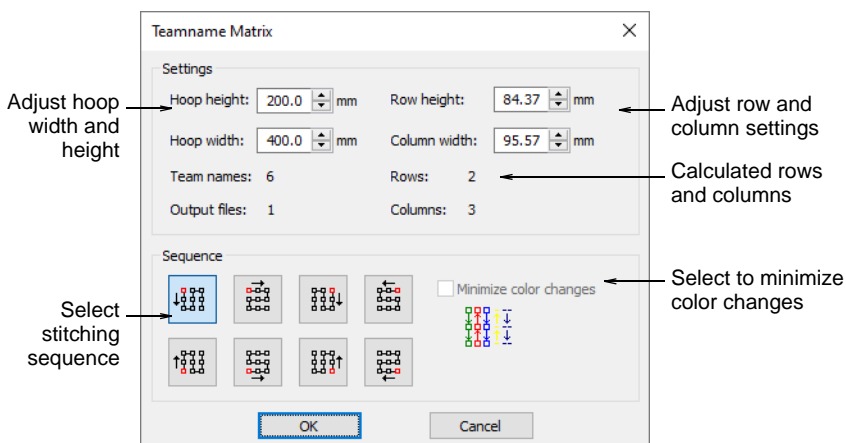 Teamname Matrix
Settings
Hoop height: 200.0 mm Row height: 84.37 mm
Hoop width: 400.0 mm Column width: 95.57 mm
Team names: 6 Rows: 2
Output files: 1 Columns: 3
Sequence
Minimize color changes
OK Cancel
Adjust hoop
width and
height
Select
stitching
sequence
Adjust row and
column settings
Calculated rows
and columns
Select to minimize
color changes